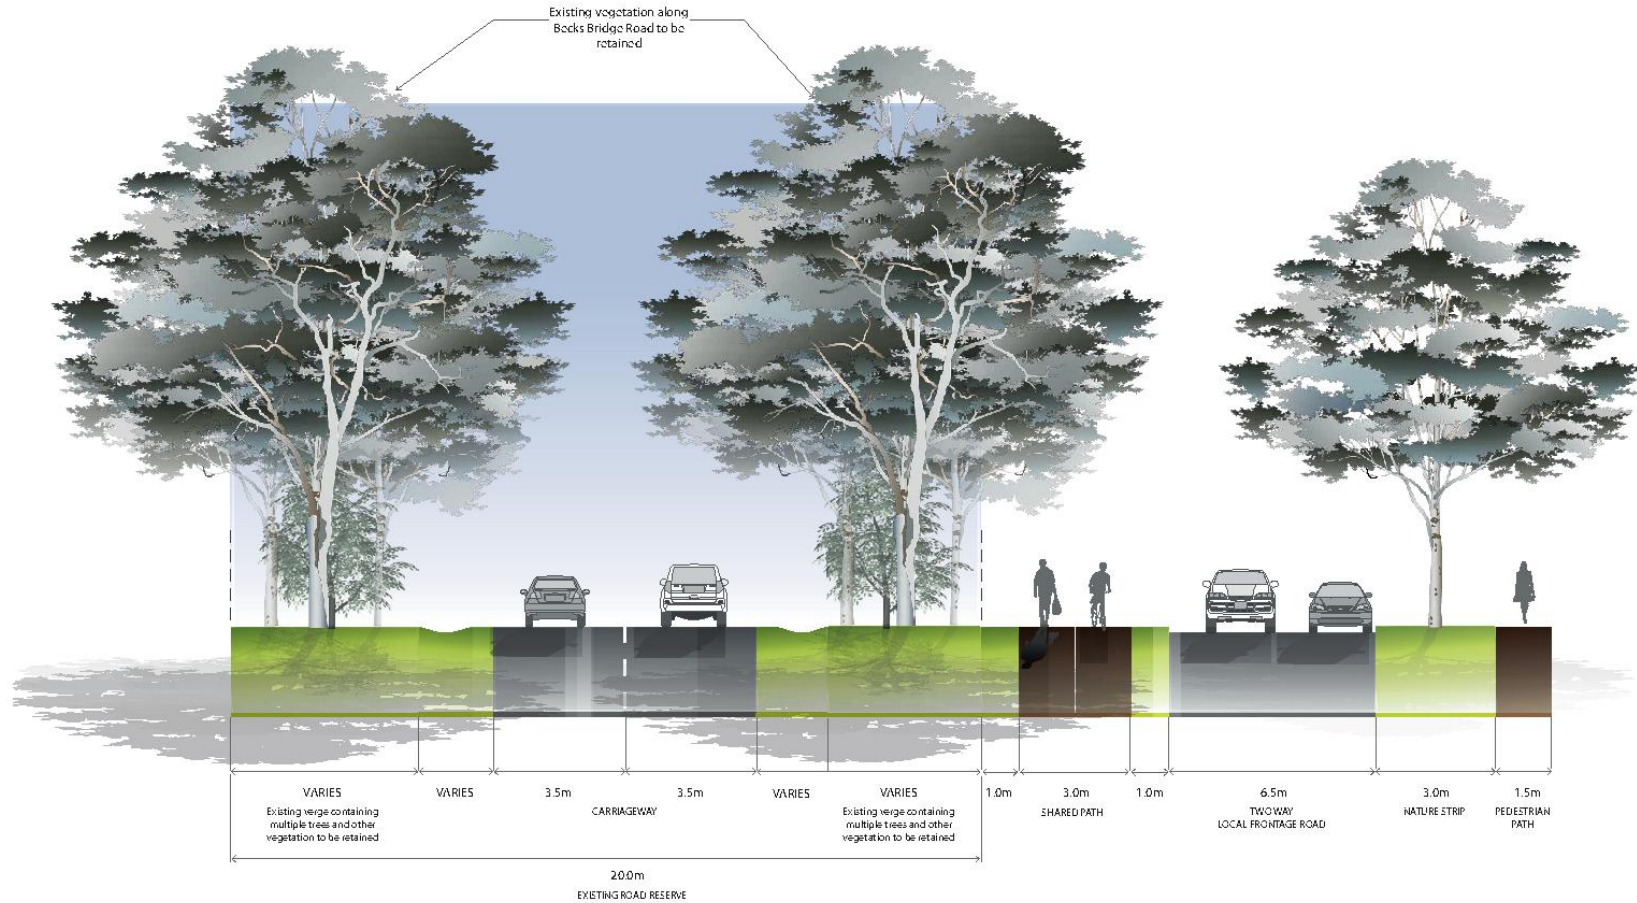 Existing vegetation along
Becks Bridge Road to be
retained
VARIES
Existing verge containing
multiple trees and other
vegetation to be retained
VARIES
3.5m
3.5m
CARRIAGEWAY
VARIES
VARIES
Existing verge containing
multiple trees and other
vegetation to be retained
1.0m
3.0m
SHARED PATH
1.0m
6.5m
TWO WAY
LOCAL FRONTAGE ROAD
3.0m
NATURE STRIP
1.5m
PEDESTRIAN
PATH
20.0m
EXISTING ROAD RESERVE